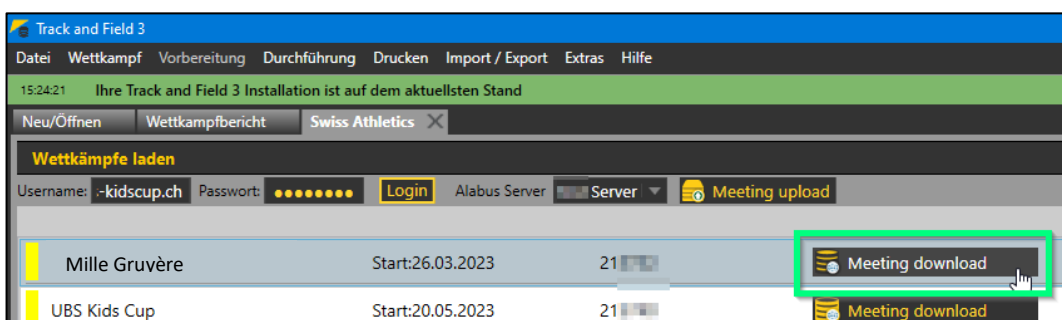 Track and Field 3
Datei Wettkampf Vorbereitung Durchführung Drucken Import / Export Extras Hilfe
15:24:21 Ihre Track and Field 3 Installation ist auf dem aktuellsten Stand
Neu/Öffnen Wettkampfbericht Swiss Athletics
Wettkämpfe laden
Username: -kidscup.ch Passwort: Login Alabus Server Server Meeting upload
Mille Gruvère Start:26.03.2023 21 Meeting download
UBS Kids Cup Start:20.05.2023 21 Meeting download